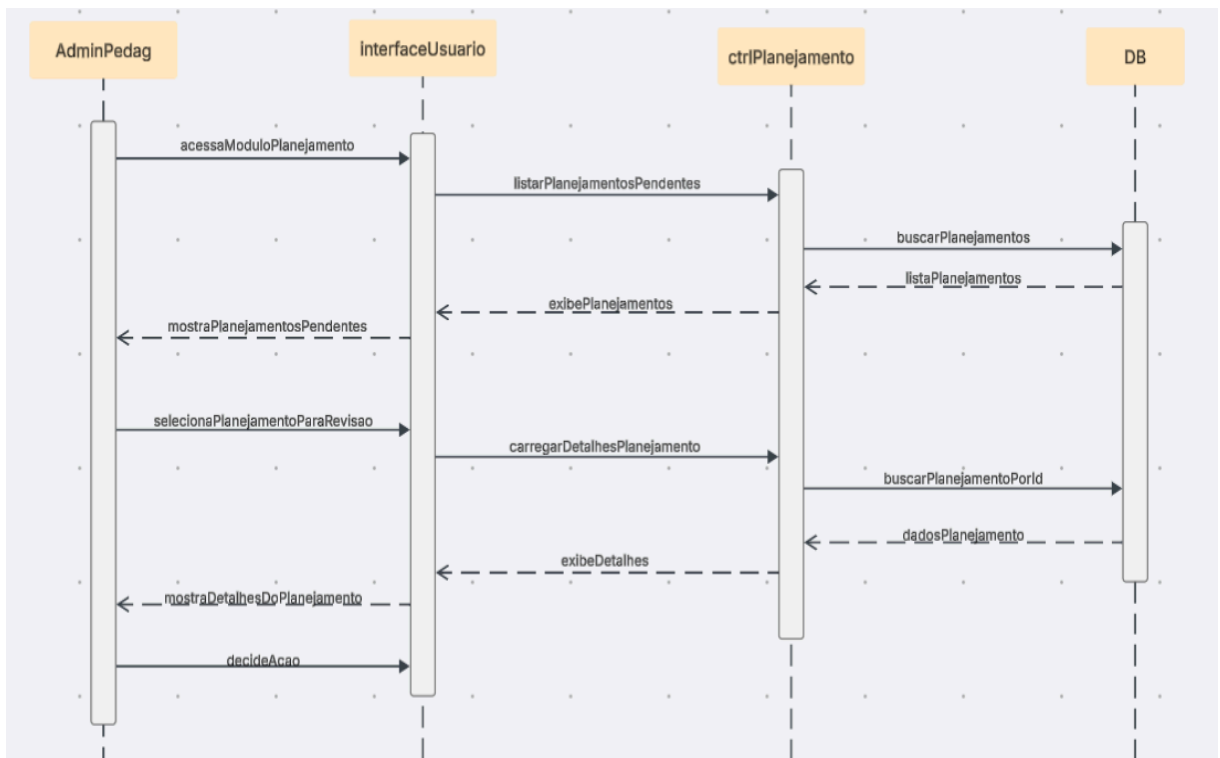 AdminPedag
interfaceUsuario
ctrlPlanejamento
DB
acessaModuloPlanejamento
listarPlanejamentosPendentes
buscarPlanejamentos
listaPlanejamentos
exibePlanejamentos
mostraPlanejamentosPendentes
selecionaPlanejamentoParaRevisao
carregarDetalhesPlanejamento
buscarPlanejamentoPorId
dadosPlanejamento
exibeDetalhes
mostraDetalhesDoPlanejamento
decideAcao